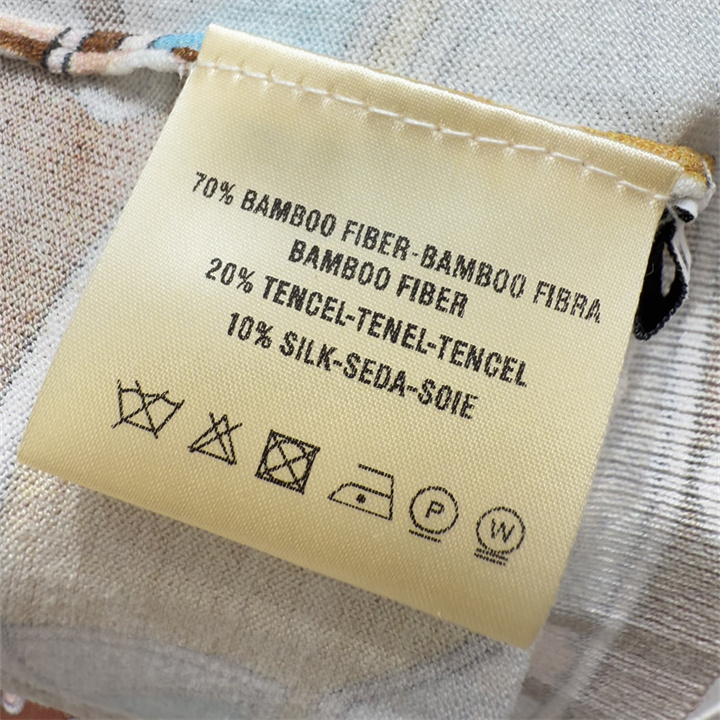 70% BAMBOO FIBER-BAMBOO FIBRA
BAMBOO FIBER
20% TENCEL-TENEL-TENCEL
10% SILK-SEDA-SOIE
P W